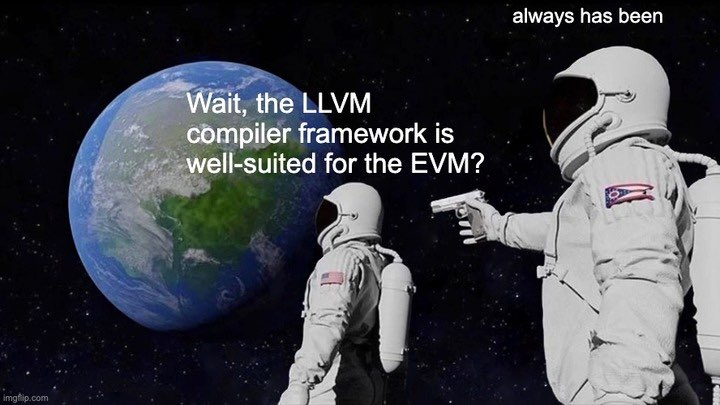 always has been
Wait, the LLVM
compiler framework is
well-suited for the EVM?
imgflip.com